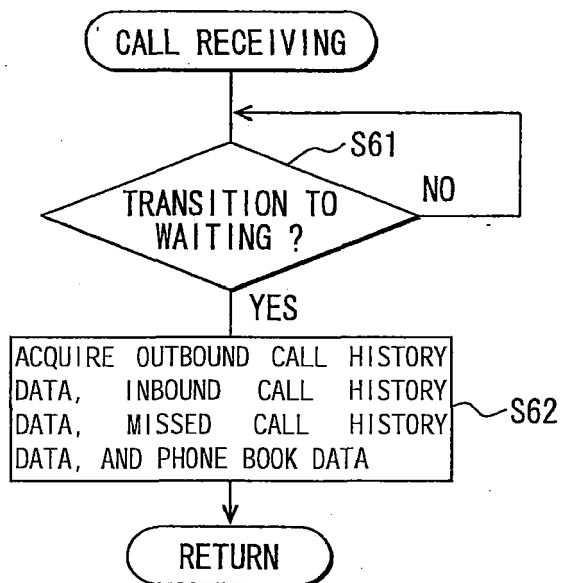 CALL RECEIVING
S61
TRANSITION TO
WAITING ?
NO
YES
ACQUIRE OUTBOUND CALL HISTORY
DATA, INBOUND CALL HISTORY
DATA, MISSED CALL HISTORY
DATA, AND PHONE BOOK DATA
S62
RETURN